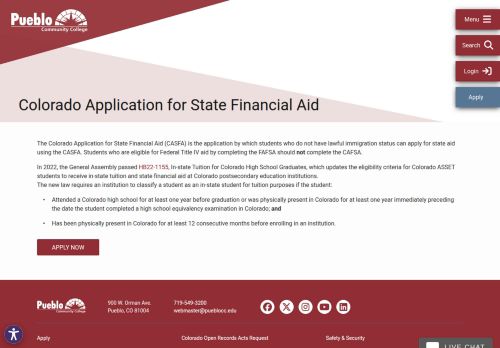 Pueblo
Community College
Menu
Search
Login
Apply
Colorado Application for State Financial Aid
The Colorado Application for State Financial Aid (CASFA) is the application by which students who do not have lawful immigration status can apply for state aid
using the CASFA. Students who are eligible for Federal Title IV aid by completing the FAFSA should not complete the CAFSA.
In 2022, the General Assembly passed HB22-1155, In-state Tuition for Colorado High School Graduates, which updates the eligibility criteria for Colorado ASSET
students to receive in-state tuition and state financial aid at Colorado postsecondary education institutions.
The new law requires an institution to classify a student as an in-state student for tuition purposes if the student:
• Attended a Colorado high school for at least one year before graduation or was physically present in Colorado for at least one year immediately preceding
the date the student completed a high school equivalency examination in Colorado; and
• Has been physically present in Colorado for at least 12 consecutive months before enrolling in an institution.
APPLY NOW
Pueblo
Community College
900 W. Orman Ave.
Pueblo, CO 81004
719-549-3200
webmaster@pueblocc.edu
Apply
Colorado Open Records Acts Request
Safety & Security
LIVE CHAT